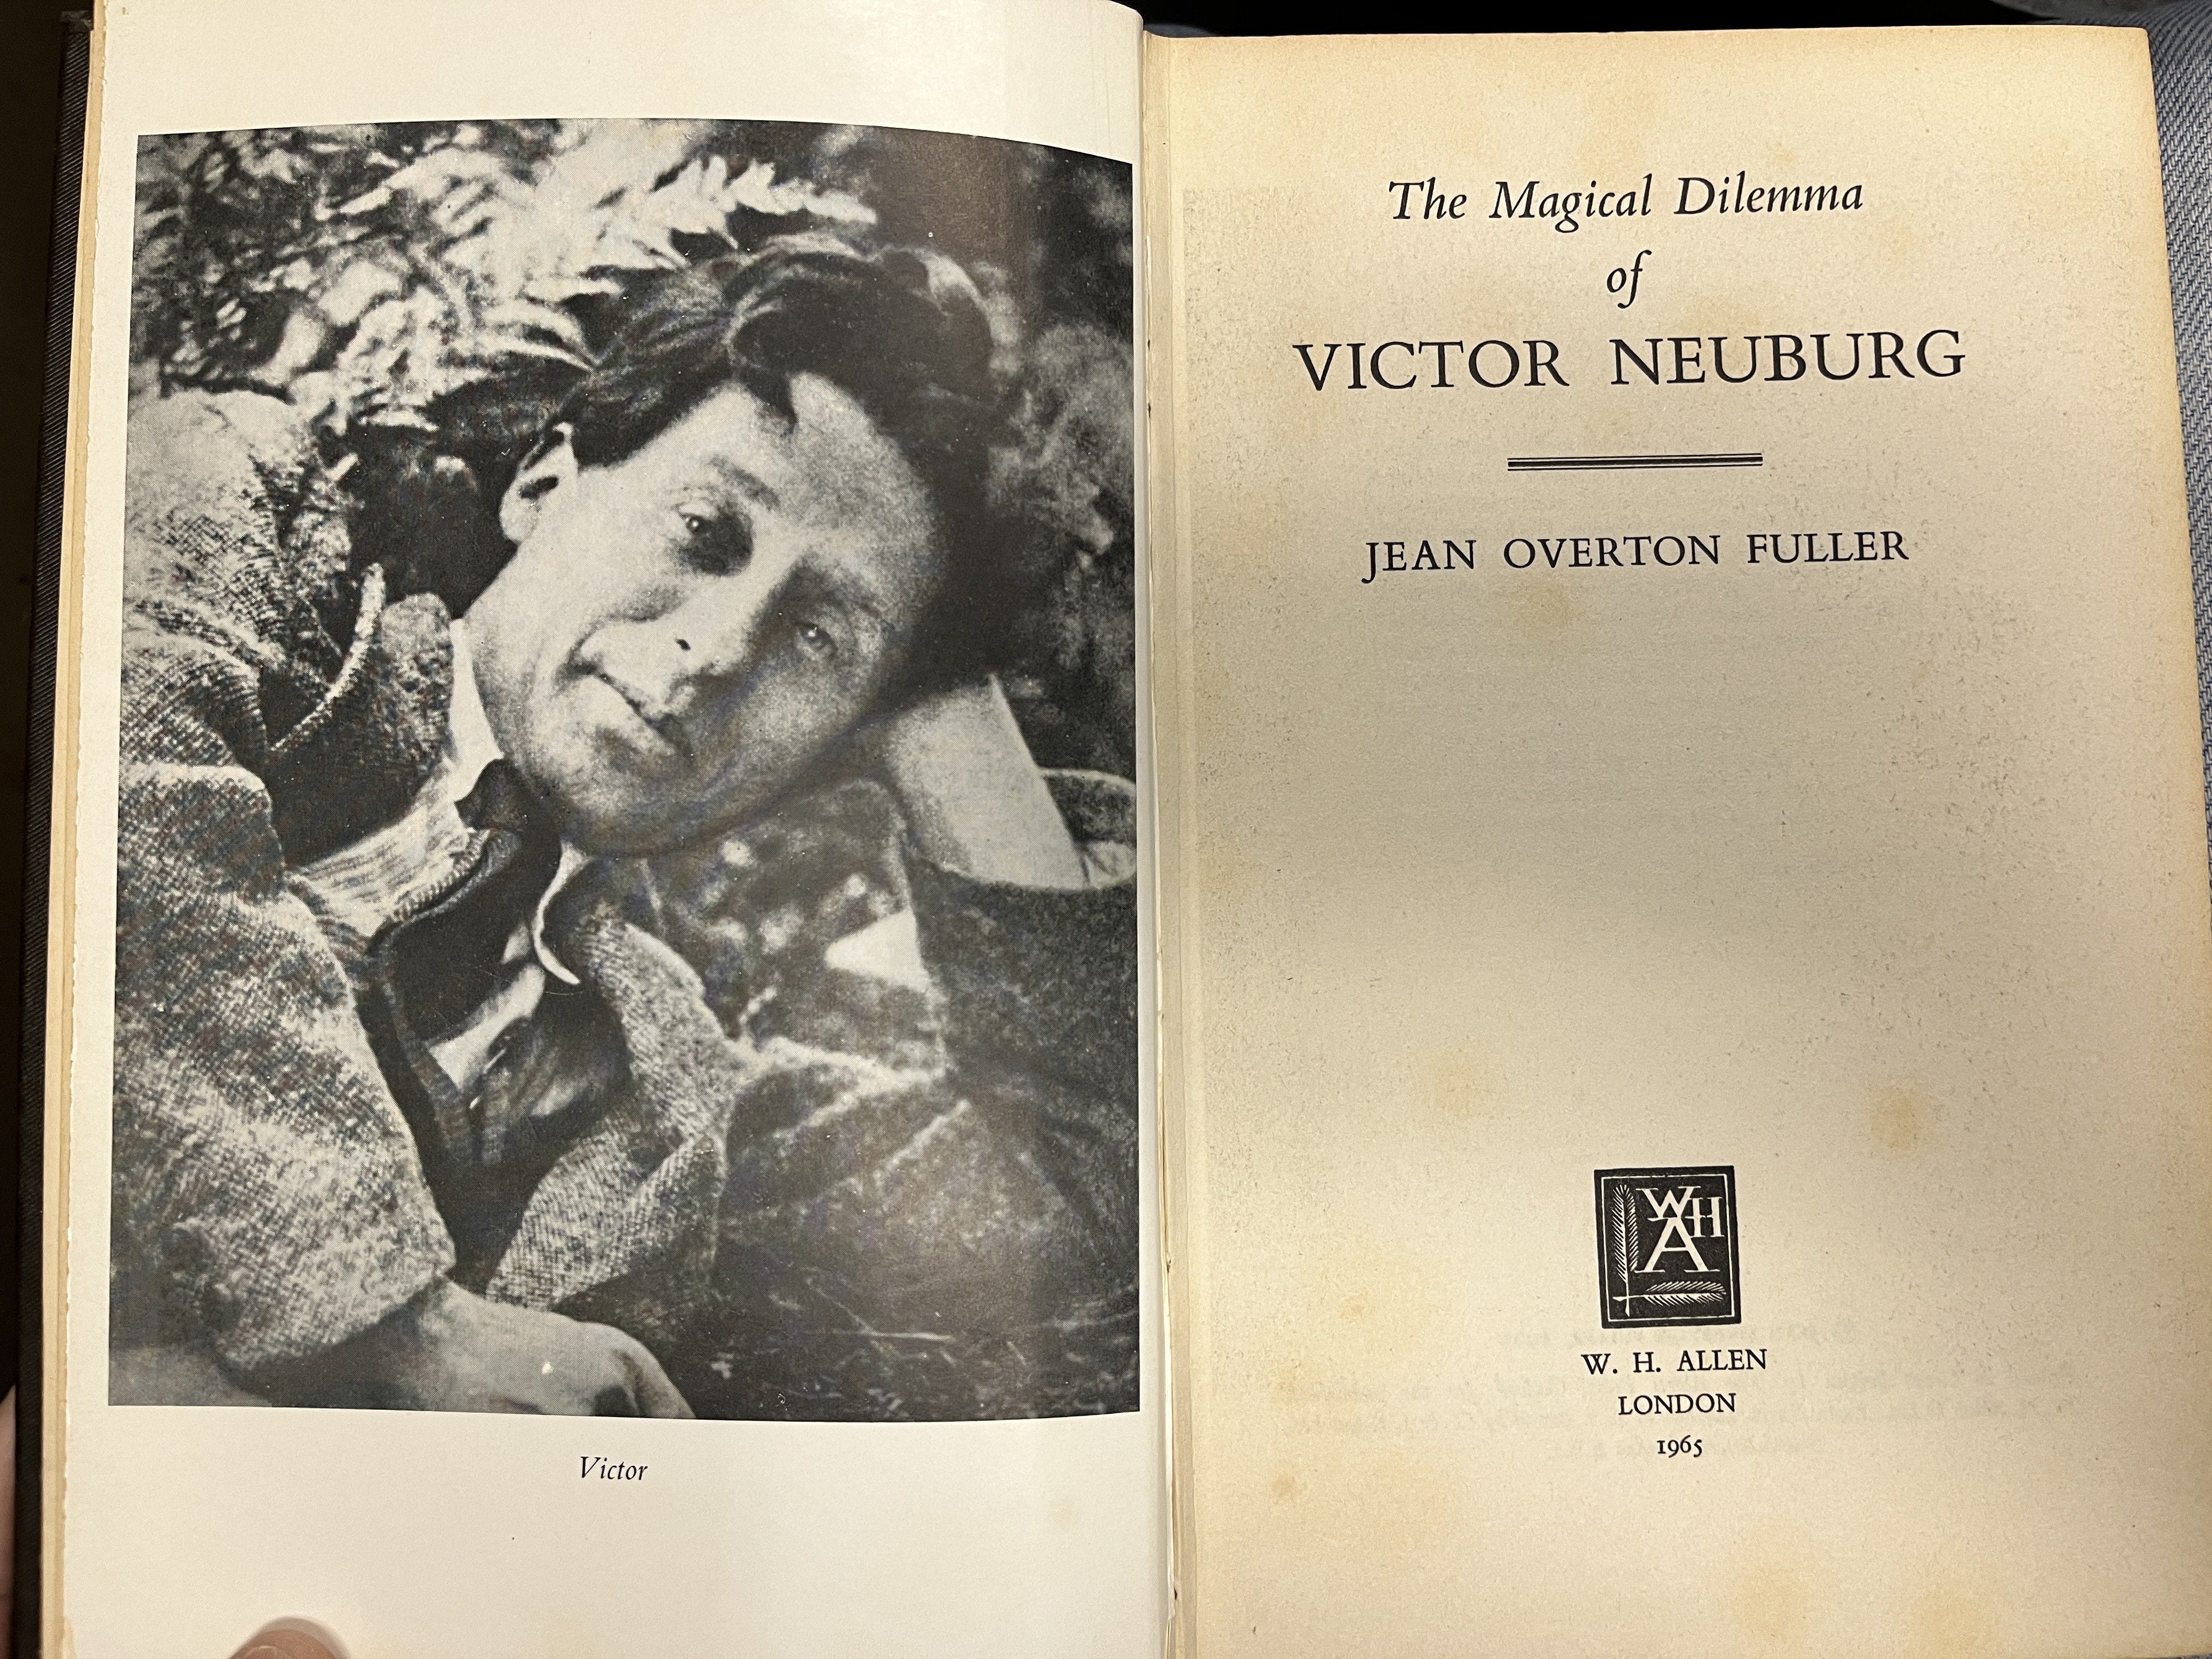 Victor
The Magical Dilemma
of
VICTOR NEUBURG
JEAN OVERTON FULLER
WHA
W. H. ALLEN
LONDON
1965